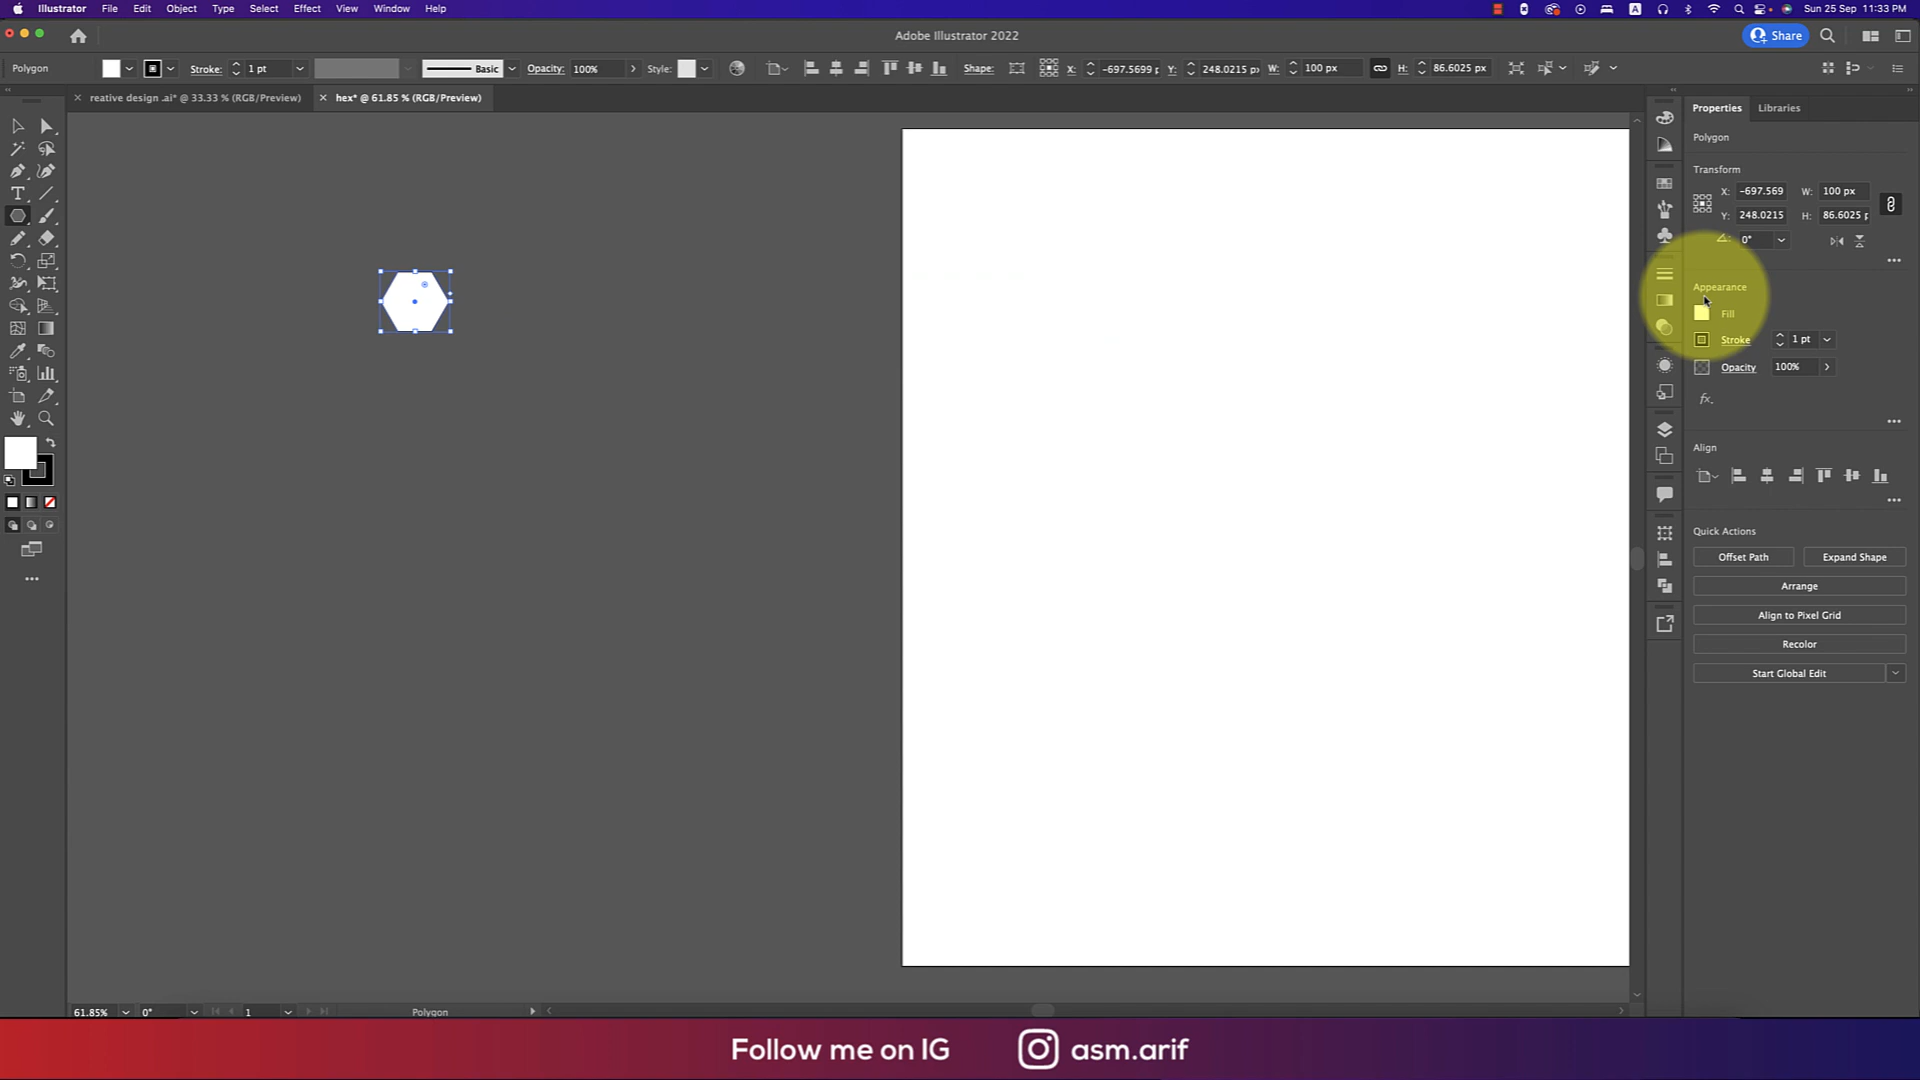 Illustrator File Edit Object Type Select Effect View Window Help
A
Sun 25 Sep 11:33 PM
Adobe Illustrator 2022
Share
Polygon
Stroke: 1 pt
Basic
Opacity: 100%
Style:
Shape:
X: -697.5699 p
Y: 248.0215 p
W: 100 px
H: 86.6025 px
reative design .ai* @ 33.33 % (RGB/Preview)
hex* @ 61.85 % (RGB/Preview)
Properties
Libraries
Polygon
Transform
X: -697.569 W: 100 px
Y: 248.0215 H: 86.6025 p
0°
Appearance
Fill
Stroke 1 pt
Opacity 100%
fx.
Align
Quick Actions
Offset Path
Expand Shape
Arrange
Align to Pixel Grid
Recolor
Start Global Edit
61.85% 0° 1 Polygon
Follow me on IG asm.arif